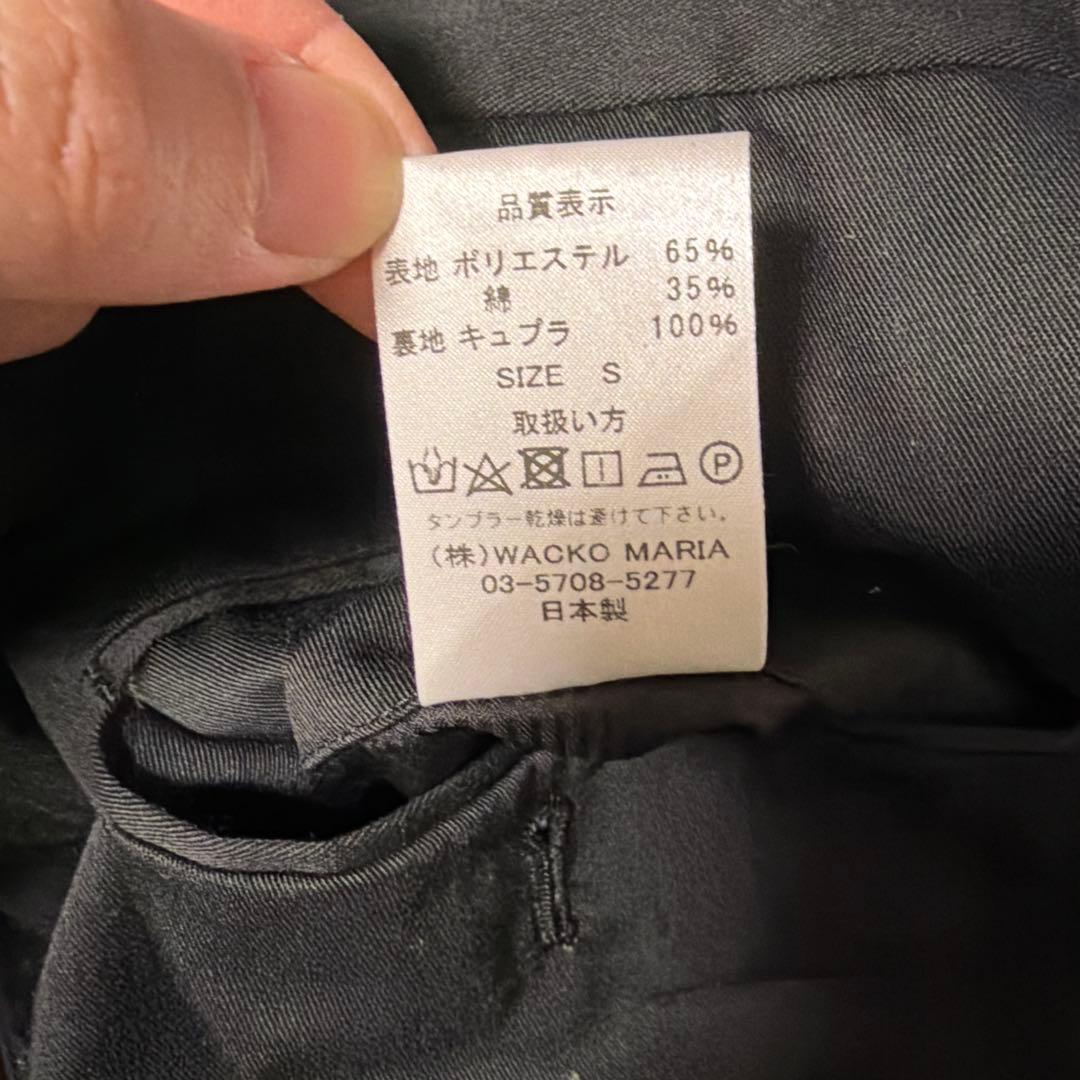 品質表示
表地 ポリエステル 65%
綿 35%
裏地 キュプラ 100%
SIZE S
取扱い方
P
タンブラー乾燥は避けて下さい。
(株)WACKO MARIA
03-5708-5277
日本製